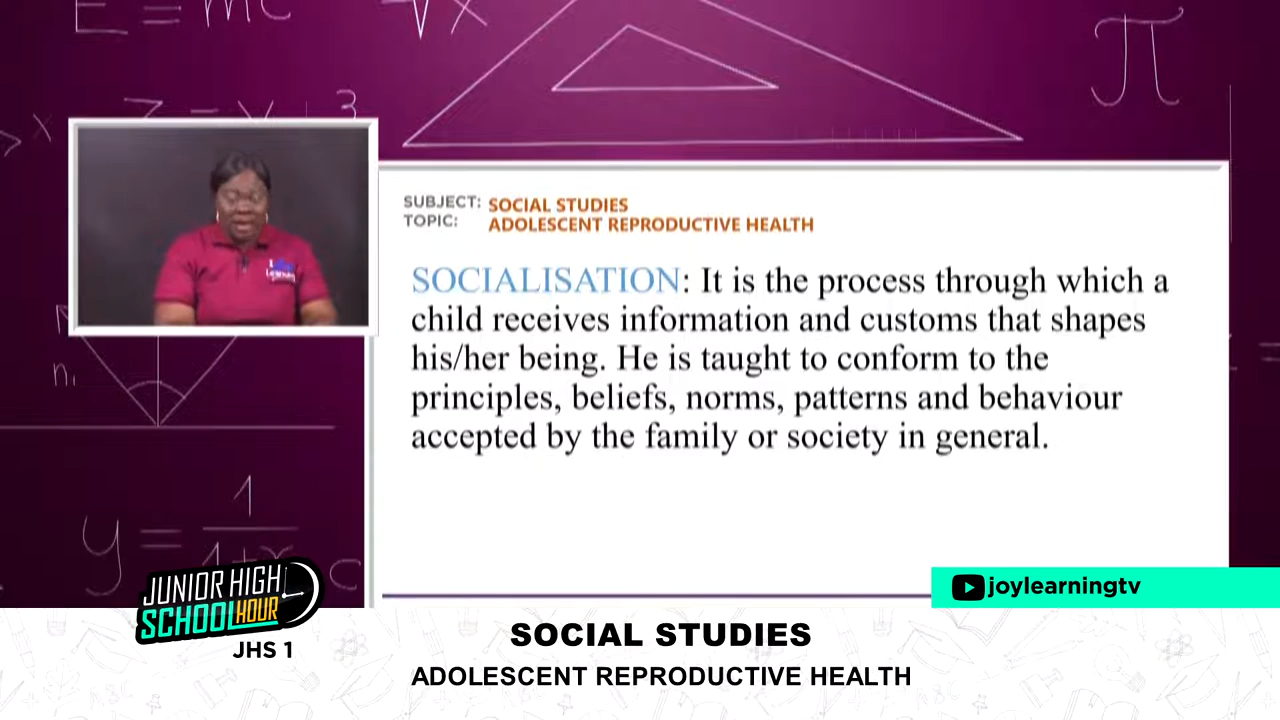 E = mc √x
π
> x z = y + 3
SUBJECT: SOCIAL STUDIES
TOPIC: ADOLESCENT REPRODUCTIVE HEALTH
SOCIALISATION: It is the process through which a
child receives information and customs that shapes
his/her being. He is taught to conform to the
principles, beliefs, norms, patterns and behaviour
accepted by the family or society in general.
y = 1
JUNIOR HIGH
SCHOOL HOUR
JHS 1
joylearningtv
SOCIAL STUDIES
ADOLESCENT REPRODUCTIVE HEALTH